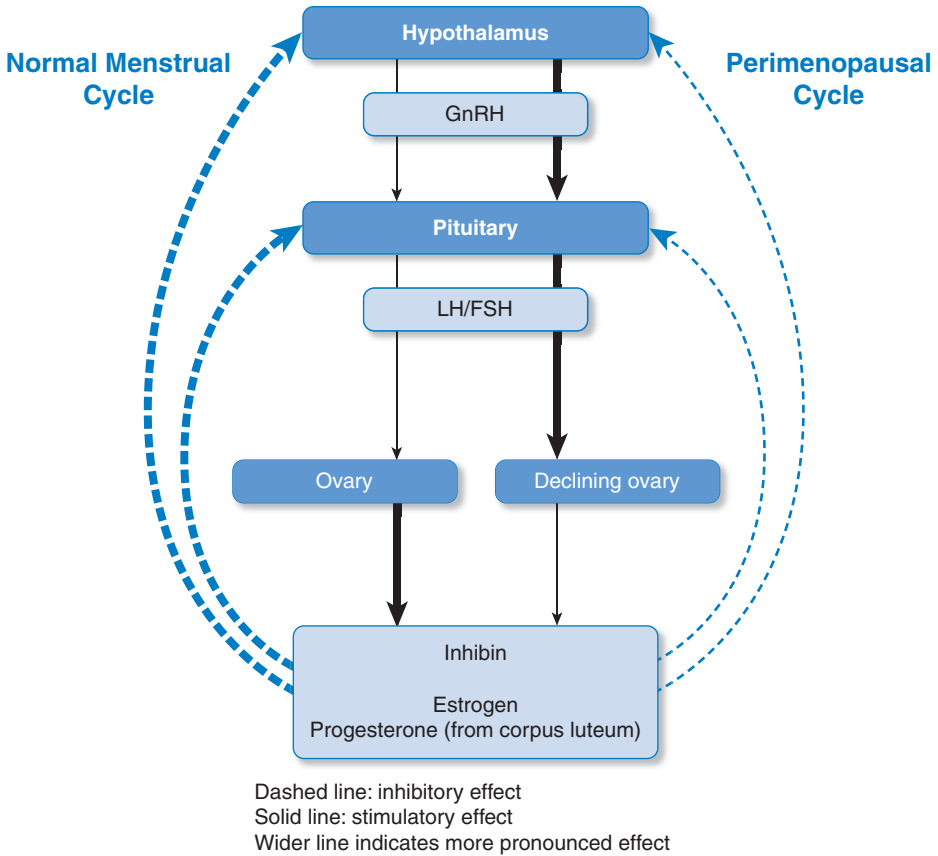 Hypothalamus
Normal Menstrual
Cycle
Perimenopausal
Cycle
GnRH
Pituitary
LH/FSH
Ovary
Declining ovary
Inhibin
Estrogen
Progesterone (from corpus luteum)
Dashed line: inhibitory effect
Solid line: stimulatory effect
Wider line indicates more pronounced effect